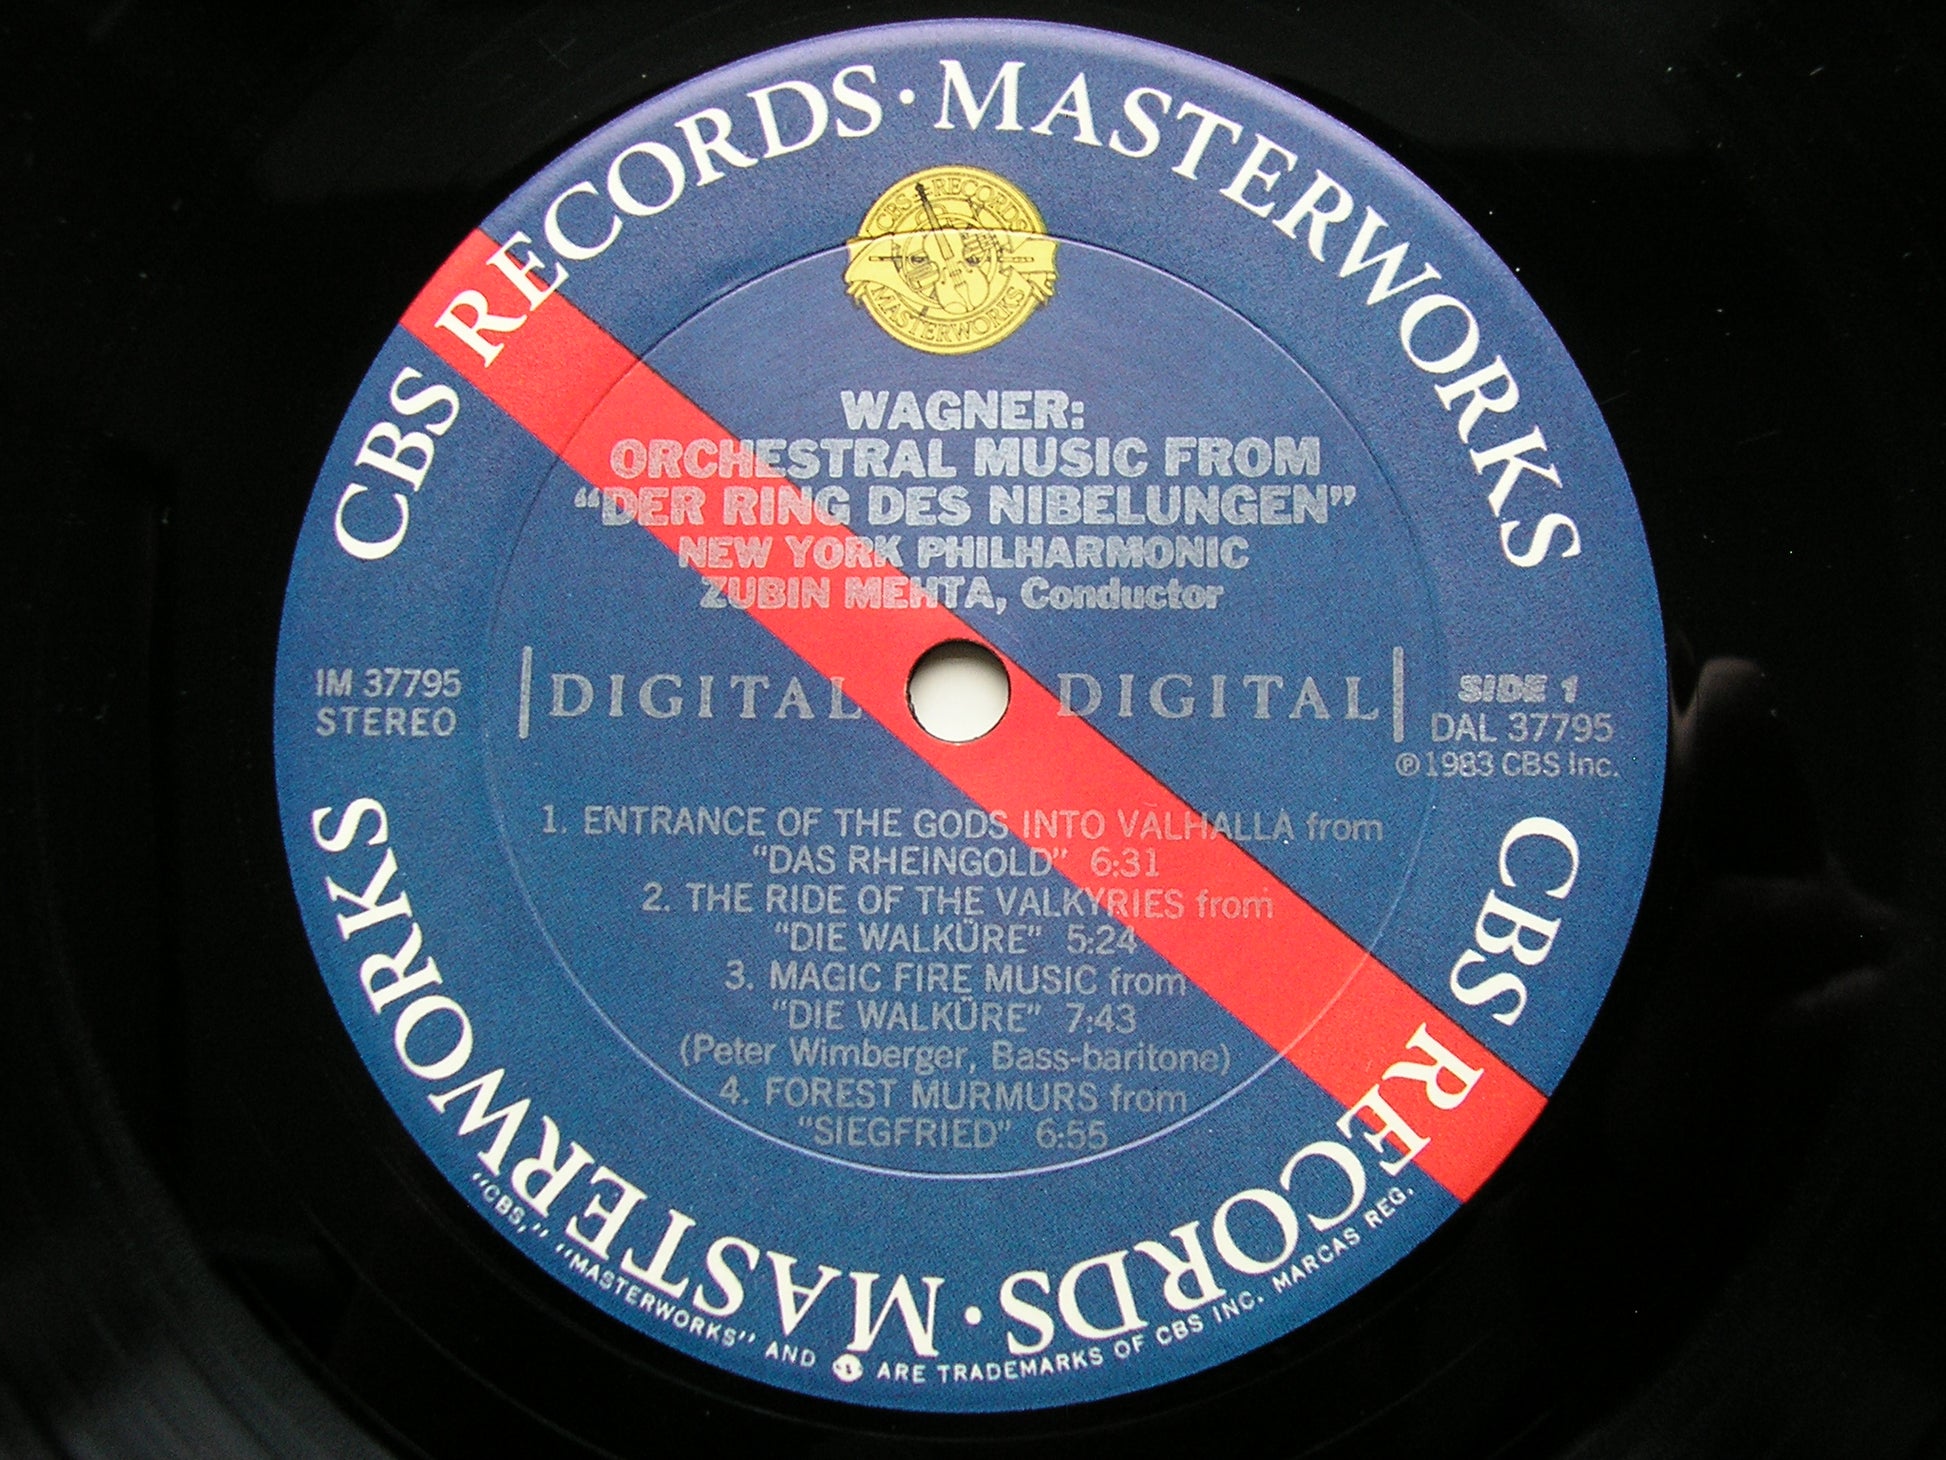 CBS RECORDS · MASTERWORKS
CBS RECORDS
MASTERWORKS
WAGNER:
ORCHESTRAL MUSIC FROM
“DER RING DES NIBELUNGEN”
NEW YORK PHILHARMONIC
ZUBIN MEHTA, Conductor
IM 37795
STEREO
DIGITAL DIGITAL
SIDE 1
DAL 37795
℗1983 CBS Inc.
1. ENTRANCE OF THE GODS INTO VALHALLA from
“DAS RHEINGOLD” 6:31
2. THE RIDE OF THE VALKYRIES from
“DIE WALKÜRE” 5:24
3. MAGIC FIRE MUSIC from
“DIE WALKÜRE” 7:43
(Peter Wimberger, Bass-baritone)
4. FOREST MURMURS from
“SIEGFRIED” 6:55
CBS RECORDS · MASTERWORKS
“CBS,” “MASTERWORKS” AND ARE TRADEMARKS OF CBS INC. MARCAS REG.